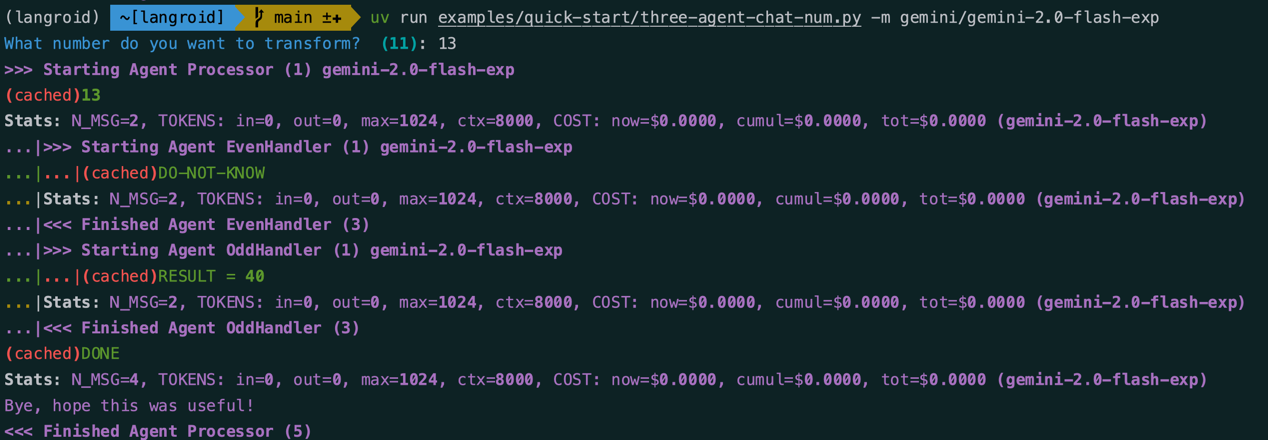 (langroid) ~[langroid] main ±✚ uv run examples/quick-start/three-agent-chat-num.py -m gemini/gemini-2.0-flash-exp
What number do you want to transform? (11): 13
>>> Starting Agent Processor (1) gemini-2.0-flash-exp
(cached)13
Stats: N_MSG=2, TOKENS: in=0, out=0, max=1024, ctx=8000, COST: now=$0.0000, cumul=$0.0000, tot=$0.0000 (gemini-2.0-flash-exp)
...|>>> Starting Agent EvenHandler (1) gemini-2.0-flash-exp
...|...|(cached)DO-NOT-KNOW
...|Stats: N_MSG=2, TOKENS: in=0, out=0, max=1024, ctx=8000, COST: now=$0.0000, cumul=$0.0000, tot=$0.0000 (gemini-2.0-flash-exp)
...|<<< Finished Agent EvenHandler (3)
...|>>> Starting Agent OddHandler (1) gemini-2.0-flash-exp
...|...|(cached)RESULT = 40
...|Stats: N_MSG=2, TOKENS: in=0, out=0, max=1024, ctx=8000, COST: now=$0.0000, cumul=$0.0000, tot=$0.0000 (gemini-2.0-flash-exp)
...|<<< Finished Agent OddHandler (3)
(cached)DONE
Stats: N_MSG=4, TOKENS: in=0, out=0, max=1024, ctx=8000, COST: now=$0.0000, cumul=$0.0000, tot=$0.0000 (gemini-2.0-flash-exp)
Bye, hope this was useful!
<<< Finished Agent Processor (5)